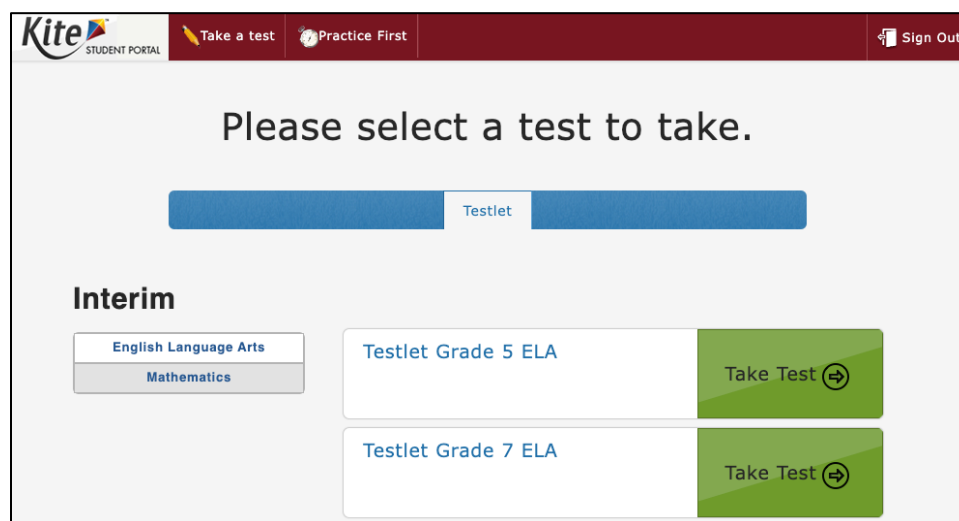 Kite STUDENT PORTAL Take a test Practice First Sign Out
Please select a test to take.
Testlet
Interim
English Language Arts
Mathematics
Testlet Grade 5 ELA
Take Test
Testlet Grade 7 ELA
Take Test